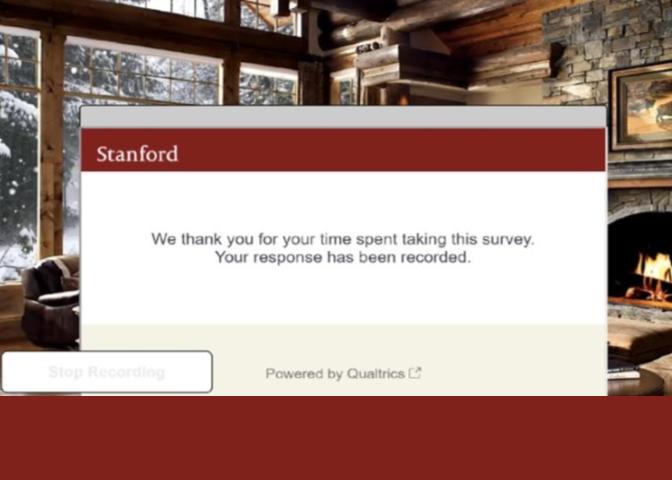 Stanford
We thank you for your time spent taking this survey.
Your response has been recorded.
Stop Recording
Powered by Qualtrics